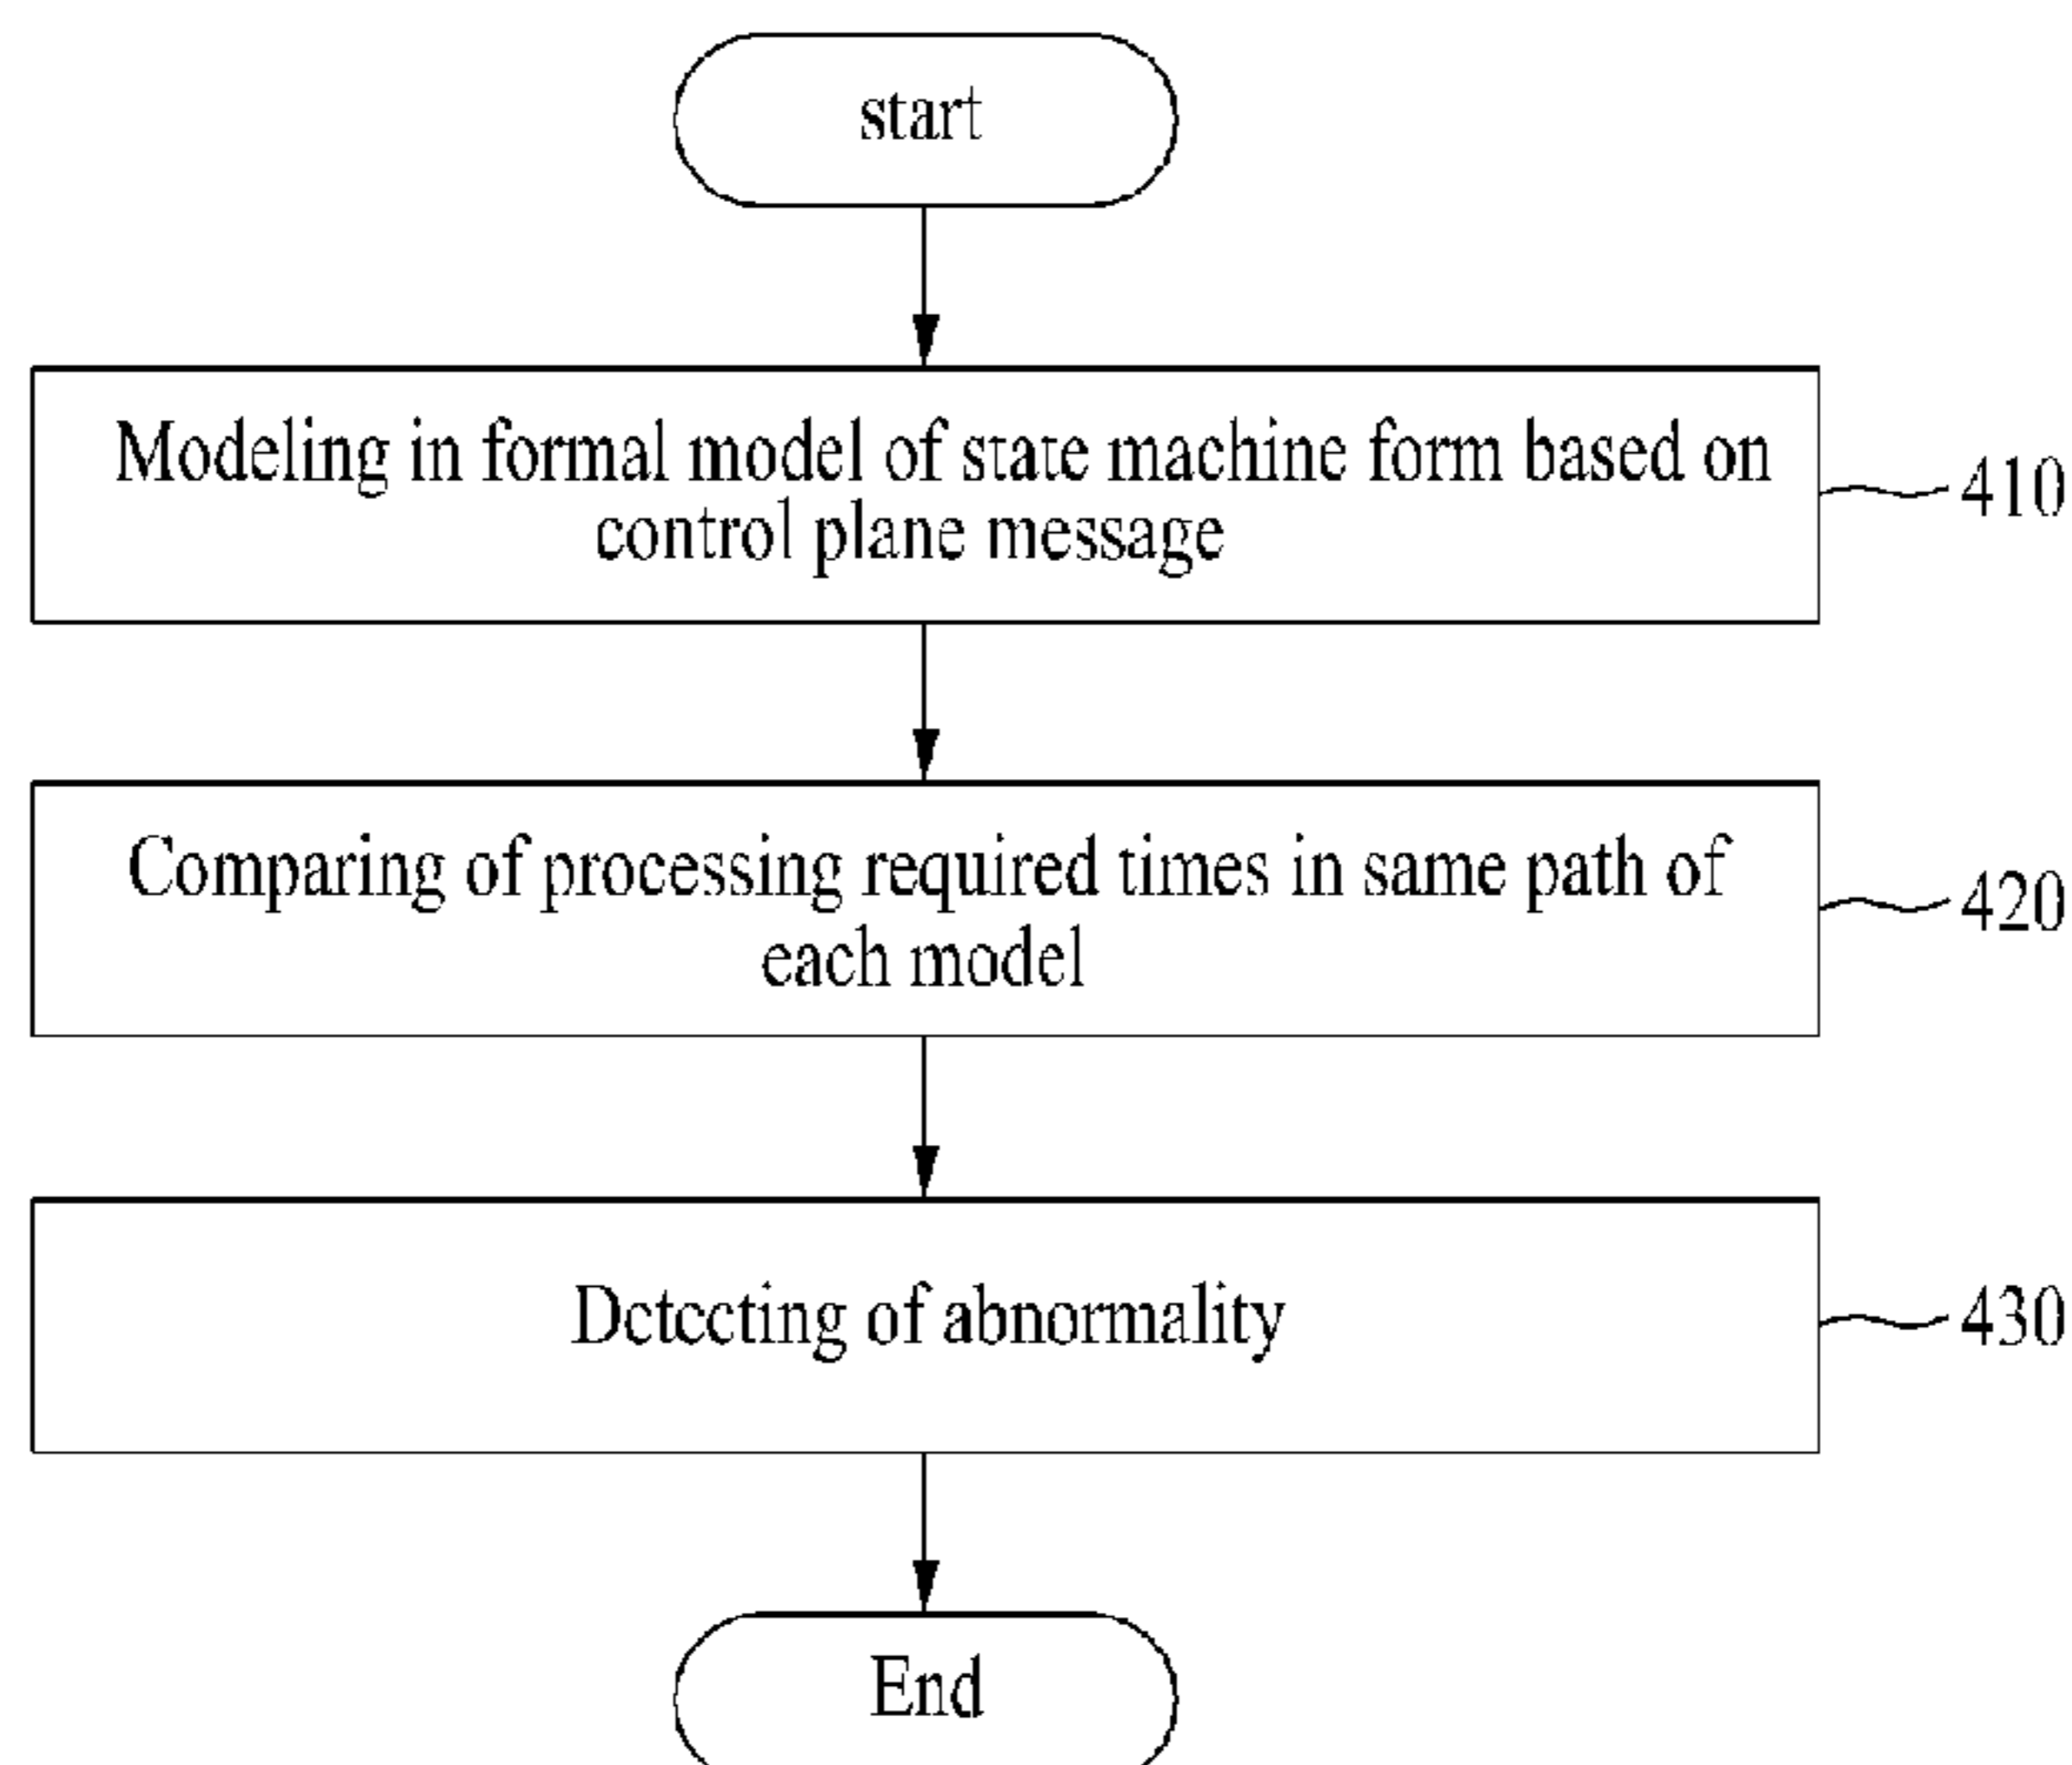 start
Modeling in formal model of state machine form based on
control plane message
410
Comparing of processing required times in same path of
each model
420
Detecting of abnormality
430
End